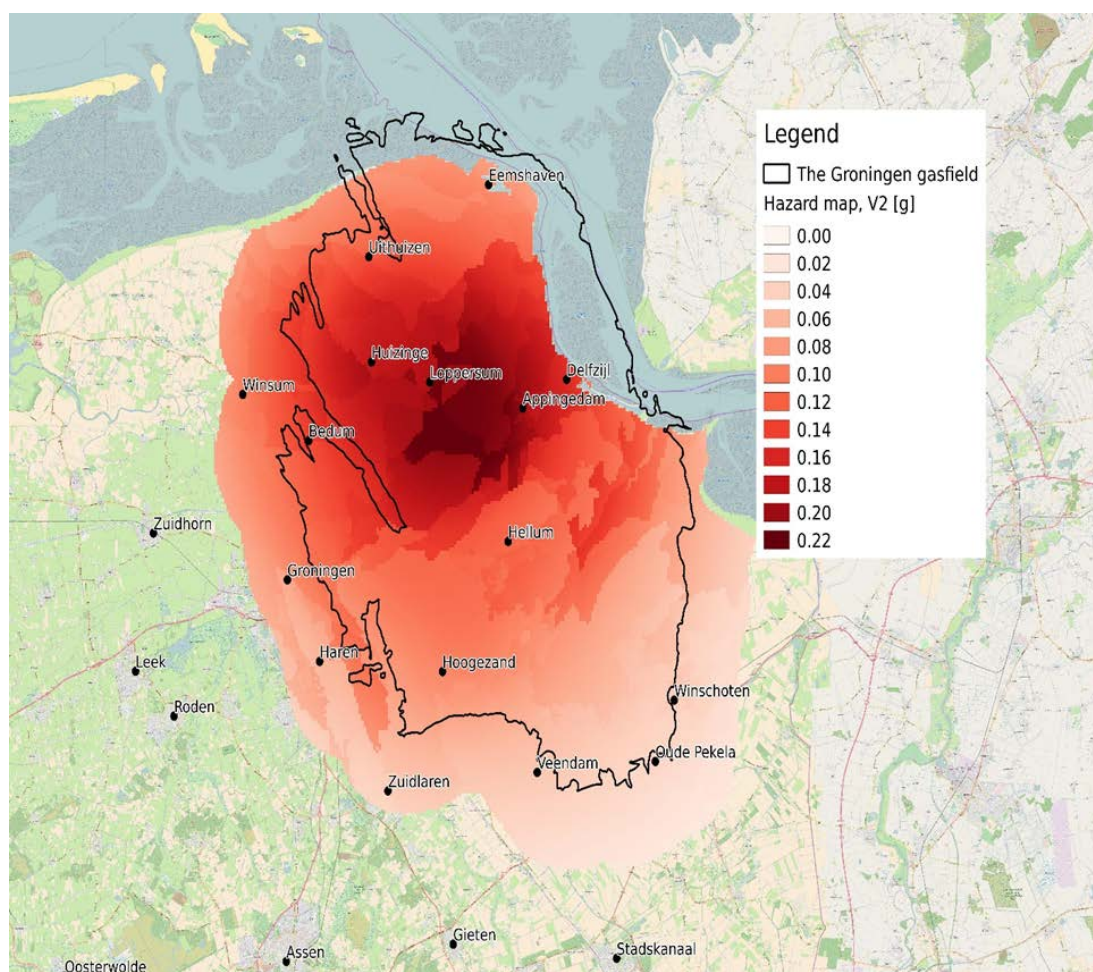 Legend
The Groningen gasfield
Hazard map, V2 [g]
0.00
0.02
0.04
0.06
0.08
0.10
0.12
0.14
0.16
0.18
0.20
0.22
Eemshaven
Uithuizen
Huizinge
Loppersum
Delfzijl
Winsum
Appingedam
Bedum
Zuidhorn
Hellum
Groningen
Haren
Hoogezand
Leek
Winschoten
Roden
Oude Pekela
Veendam
Zuidlaren
Gieten
Assen
Stadskanaal
Oosterwolde